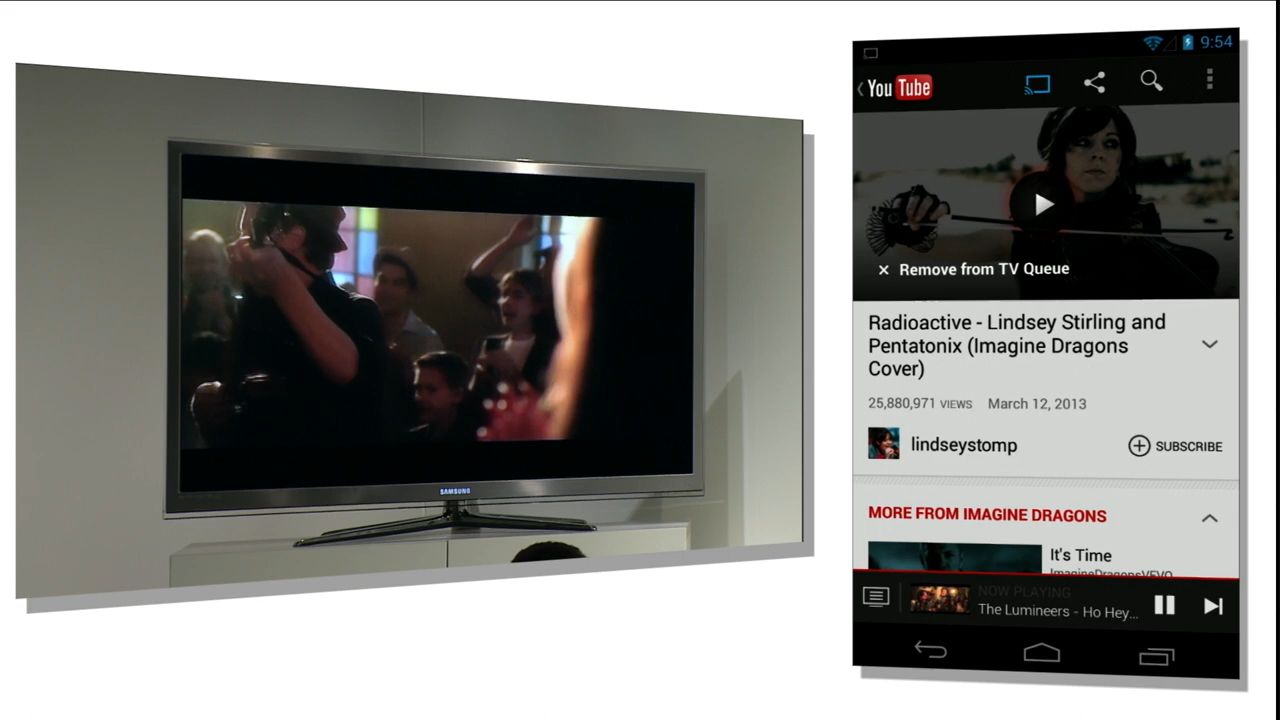 SAMSUNG
9:54
YouTube
× Remove from TV Queue
Radioactive - Lindsey Stirling and
Pentatonix (Imagine Dragons
Cover)
25,880,971 VIEWS March 12, 2013
lindseystomp
SUBSCRIBE
MORE FROM IMAGINE DRAGONS
It's Time
ImagineDragonsVEVO
NOW PLAYING
The Lumineers - Ho Hey...